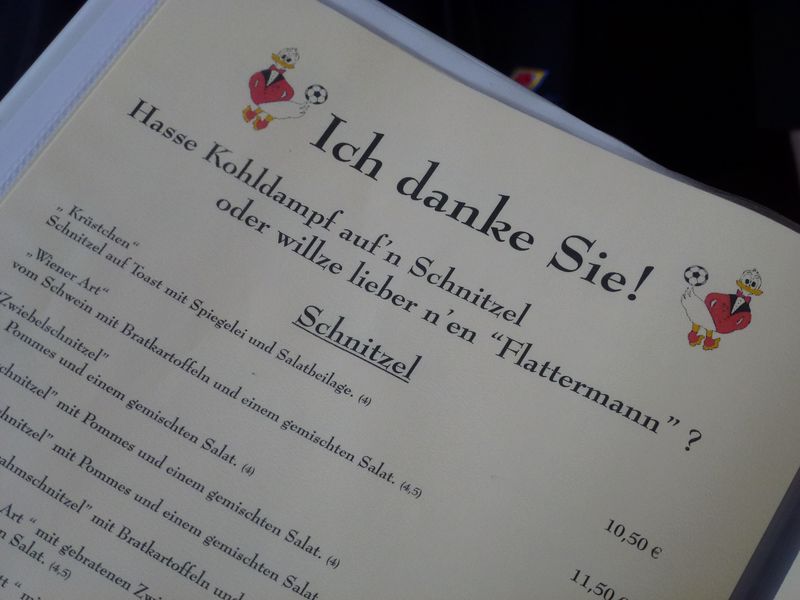 Ich danke Sie!
Hasse Kohldampf auf'n Schnitzel
oder willze lieber n'en “Flattermann” ?
Schnitzel
„ Krüstchen“
Schnitzel auf Toast mit Spiegelei und Salatbeilage. (4)
10,50 €
„Wiener Art“
vom Schwein mit Bratkartoffeln und einem gemischten Salat. (4,5)
11,50 €
“Zwiebelschnitzel”
Pommes und einem gemischten Salat. (4)
mit Pommes und einem gemischten Salat. (4)
mit Pommes und einem gemischten Salat.
mit Bratkartoffeln und
Art “ mit gebratenen
Salat. (4,5)